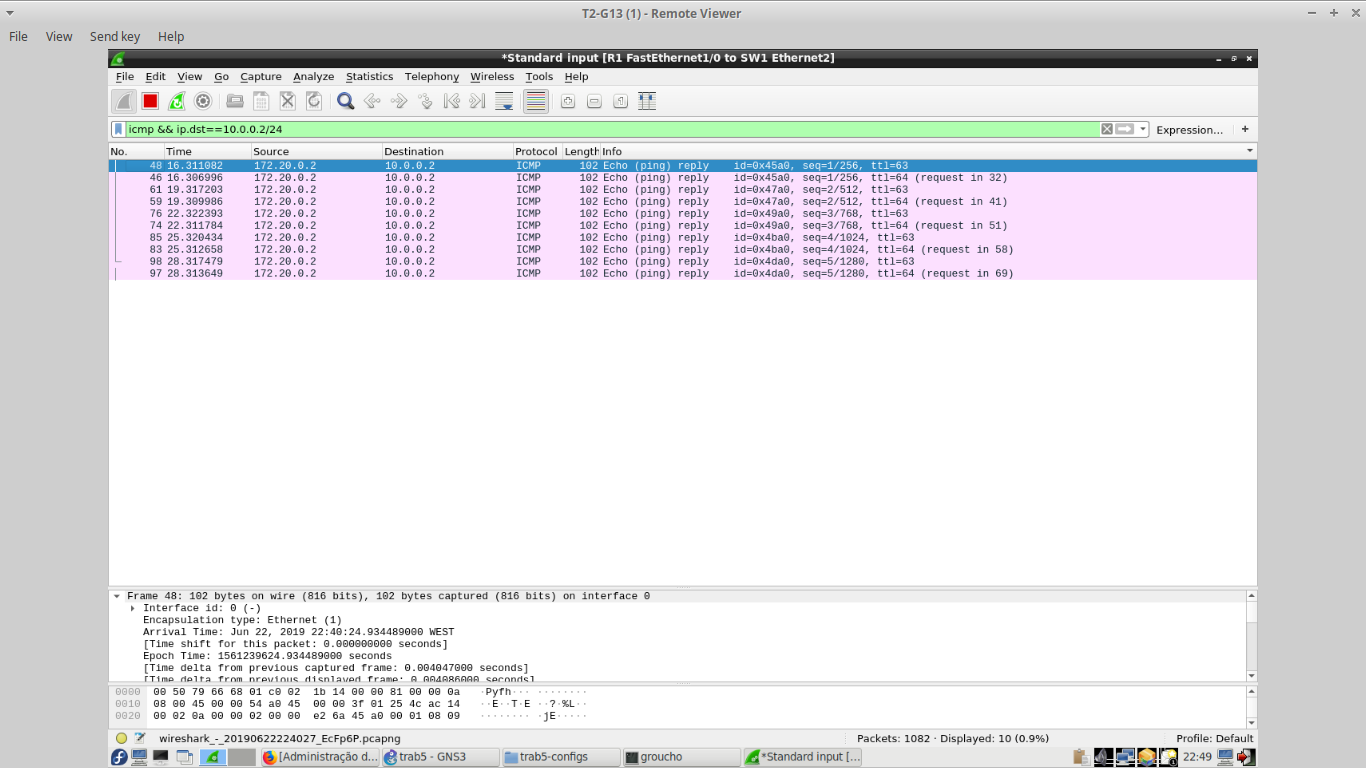 T2-G13 (1) - Remote Viewer
File View Send key Help
*Standard input [R1 FastEthernet1/0 to SW1 Ethernet2]
File Edit View Go Capture Analyze Statistics Telephony Wireless Tools Help
icmp && ip.dst==10.0.0.2/24 Expression... +
No. Time Source Destination Protocol Length Info
48 16.311082 172.20.0.2 10.0.0.2 ICMP 102 Echo (ping) reply id=0x45a0, seq=1/256, ttl=63
46 16.306996 172.20.0.2 10.0.0.2 ICMP 102 Echo (ping) reply id=0x45a0, seq=1/256, ttl=64 (request in 32)
61 19.317203 172.20.0.2 10.0.0.2 ICMP 102 Echo (ping) reply id=0x47a0, seq=2/512, ttl=63
59 19.309986 172.20.0.2 10.0.0.2 ICMP 102 Echo (ping) reply id=0x47a0, seq=2/512, ttl=64 (request in 41)
76 22.322393 172.20.0.2 10.0.0.2 ICMP 102 Echo (ping) reply id=0x49a0, seq=3/768, ttl=63
74 22.311784 172.20.0.2 10.0.0.2 ICMP 102 Echo (ping) reply id=0x49a0, seq=3/768, ttl=64 (request in 51)
85 25.320434 172.20.0.2 10.0.0.2 ICMP 102 Echo (ping) reply id=0x4ba0, seq=4/1024, ttl=63
83 25.312658 172.20.0.2 10.0.0.2 ICMP 102 Echo (ping) reply id=0x4ba0, seq=4/1024, ttl=64 (request in 58)
98 28.317479 172.20.0.2 10.0.0.2 ICMP 102 Echo (ping) reply id=0x4da0, seq=5/1280, ttl=63
97 28.313649 172.20.0.2 10.0.0.2 ICMP 102 Echo (ping) reply id=0x4da0, seq=5/1280, ttl=64 (request in 69)
Frame 48: 102 bytes on wire (816 bits), 102 bytes captured (816 bits) on interface 0
Interface id: 0 (-)
Encapsulation type: Ethernet (1)
Arrival Time: Jun 22, 2019 22:40:24.934489000 WEST
[Time shift for this packet: 0.000000000 seconds]
Epoch Time: 1561239624.934489000 seconds
[Time delta from previous captured frame: 0.004047000 seconds]
[Time delta from previous displayed frame: 0.004086000 seconds]
0000 00 50 79 66 68 01 c0 02 1b 14 00 00 81 00 00 0a ·Pyfh··· ········
0010 08 00 45 00 00 54 a0 45 00 00 3f 01 25 4c ac 14 ··E··T·E ··?·%L··
0020 00 02 0a 00 00 02 00 00 e2 6a 45 a0 00 01 08 09 ········ ·jE·····
wireshark_-_20190622224027_EcFp6P.pcapng Packets: 1082 · Displayed: 10 (0.9%) Profile: Default
[Administração d... trab5 - GNS3 trab5-configs groucho *Standard input [... 22:49